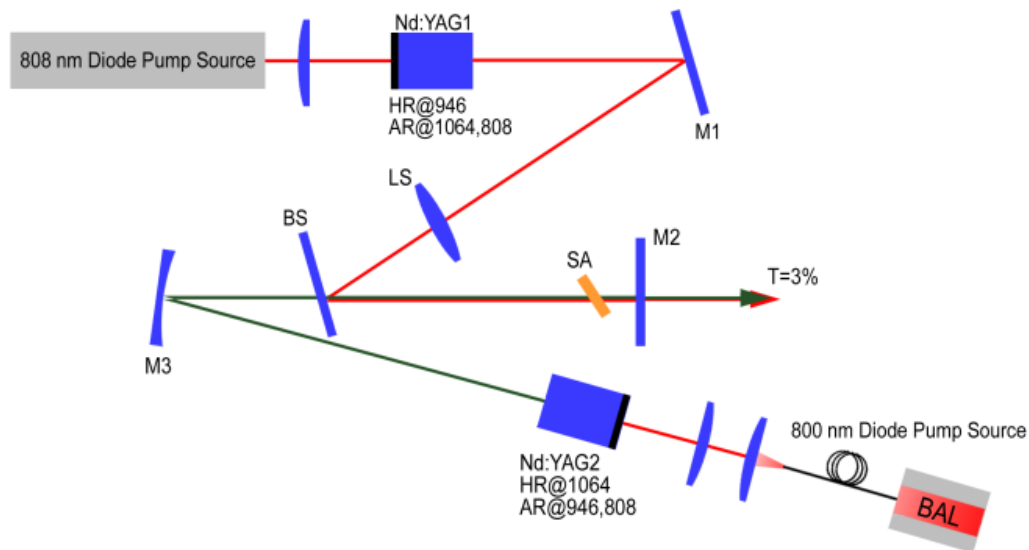 Nd:YAG1
808 nm Diode Pump Source
HR@946
AR@1064,808
M1
LS
BS
M2
SA
T=3%
M3
800 nm Diode Pump Source
Nd:YAG2
HR@1064
AR@946,808
BAL